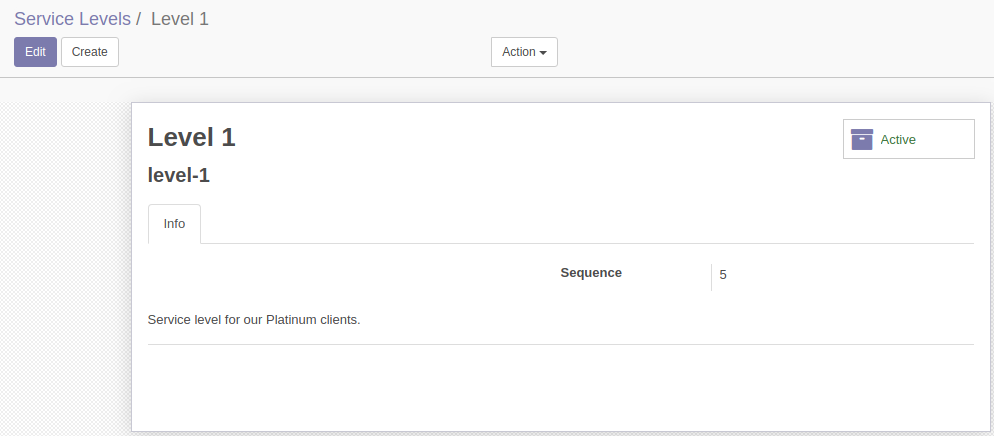 Service Levels / Level 1
Edit Create Action
Level 1
Active
level-1
Info
Sequence 5
Service level for our Platinum clients.